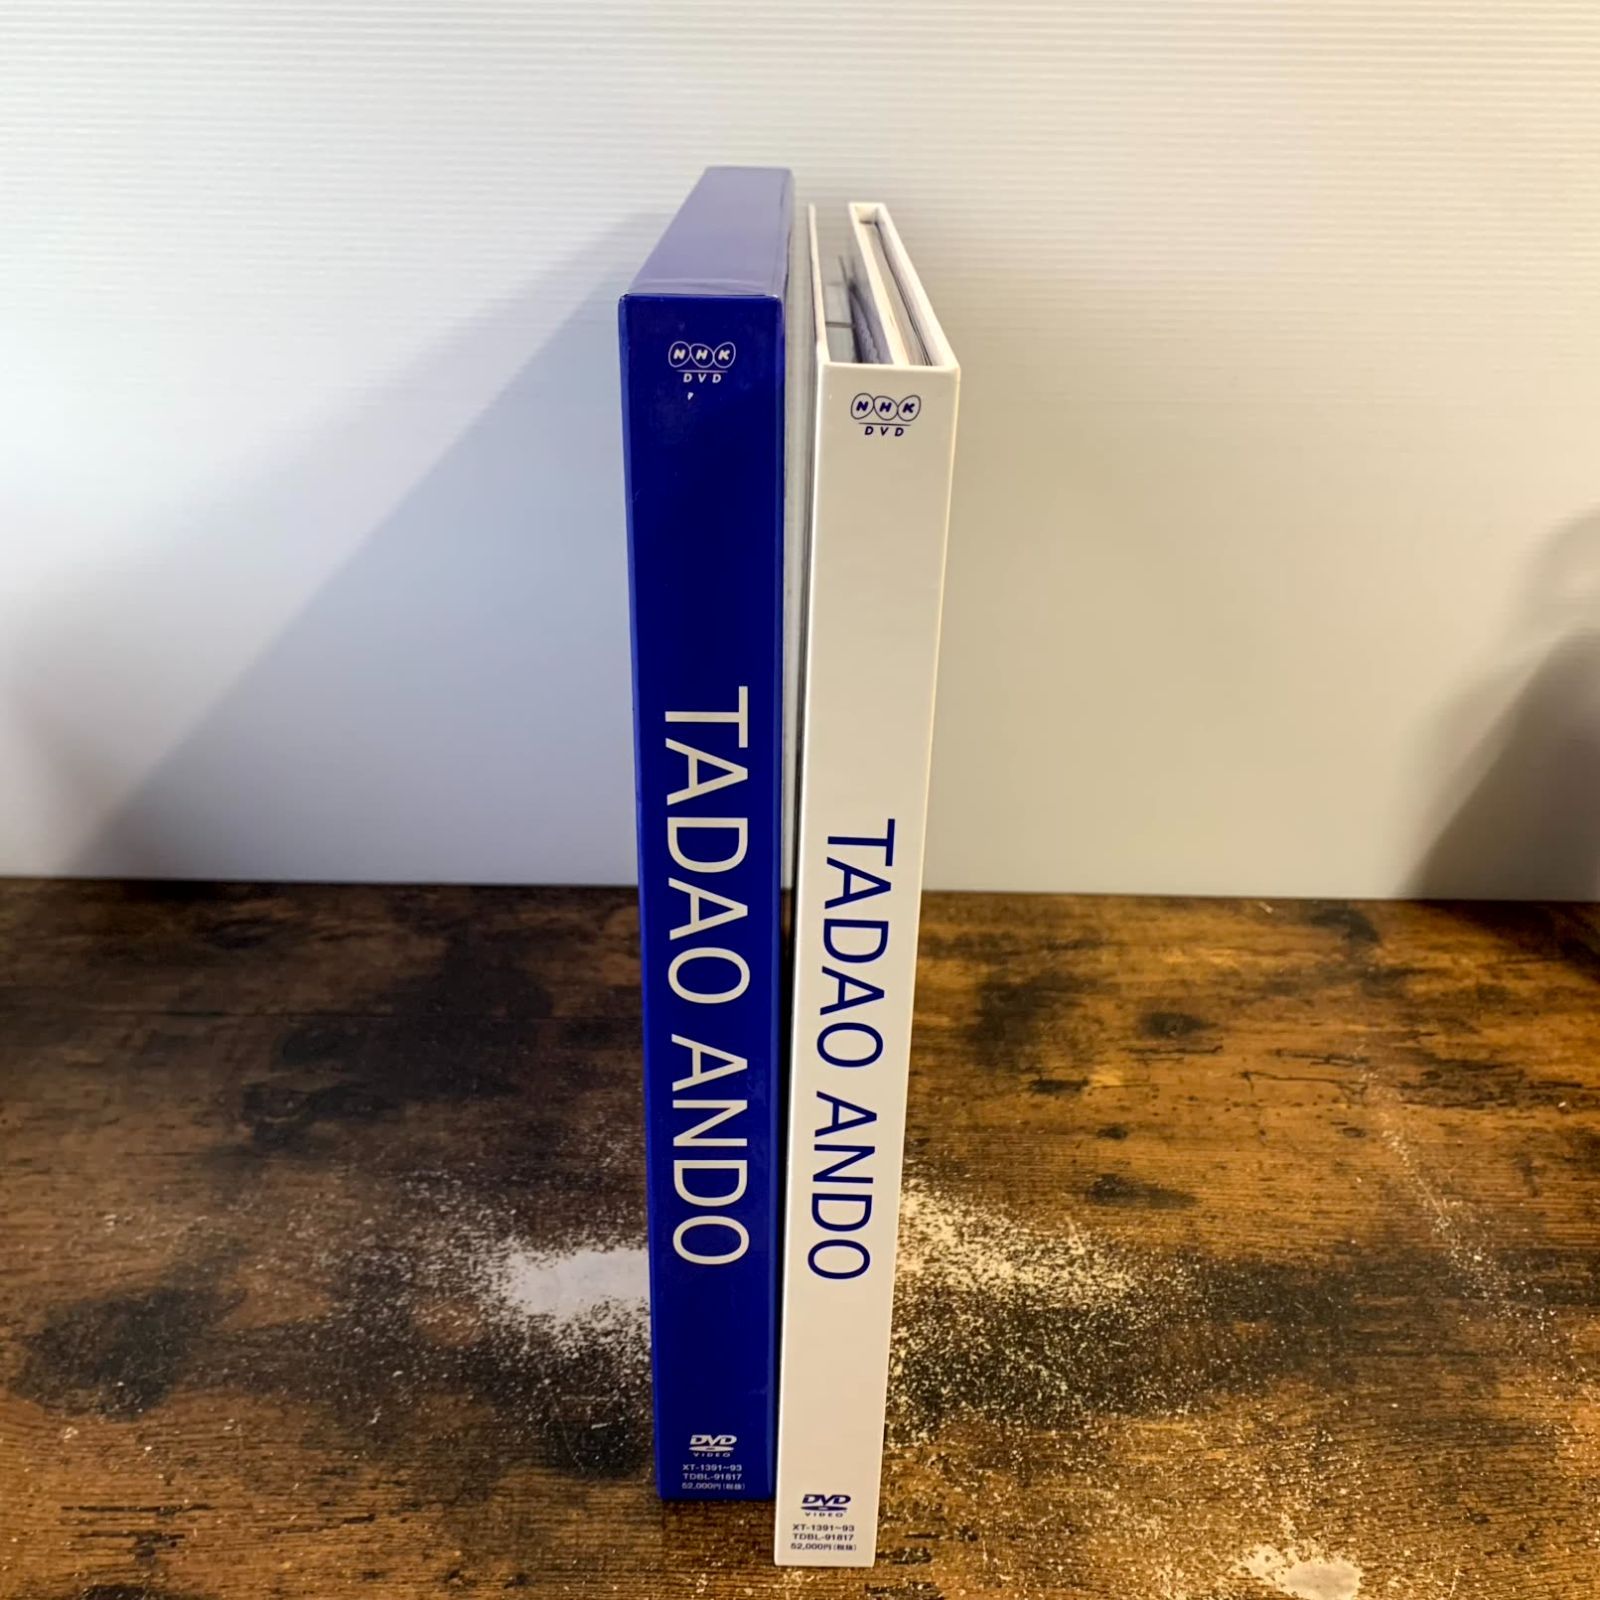 NHK
DVD
TADAO ANDO
DVD
VIDEO
XT-1391~93
TDBL-91817
52,000円(税抜)
NHK
DVD
TADAO ANDO
DVD
VIDEO
XT-1391~93
TDBL-91817
52,000円(税抜)